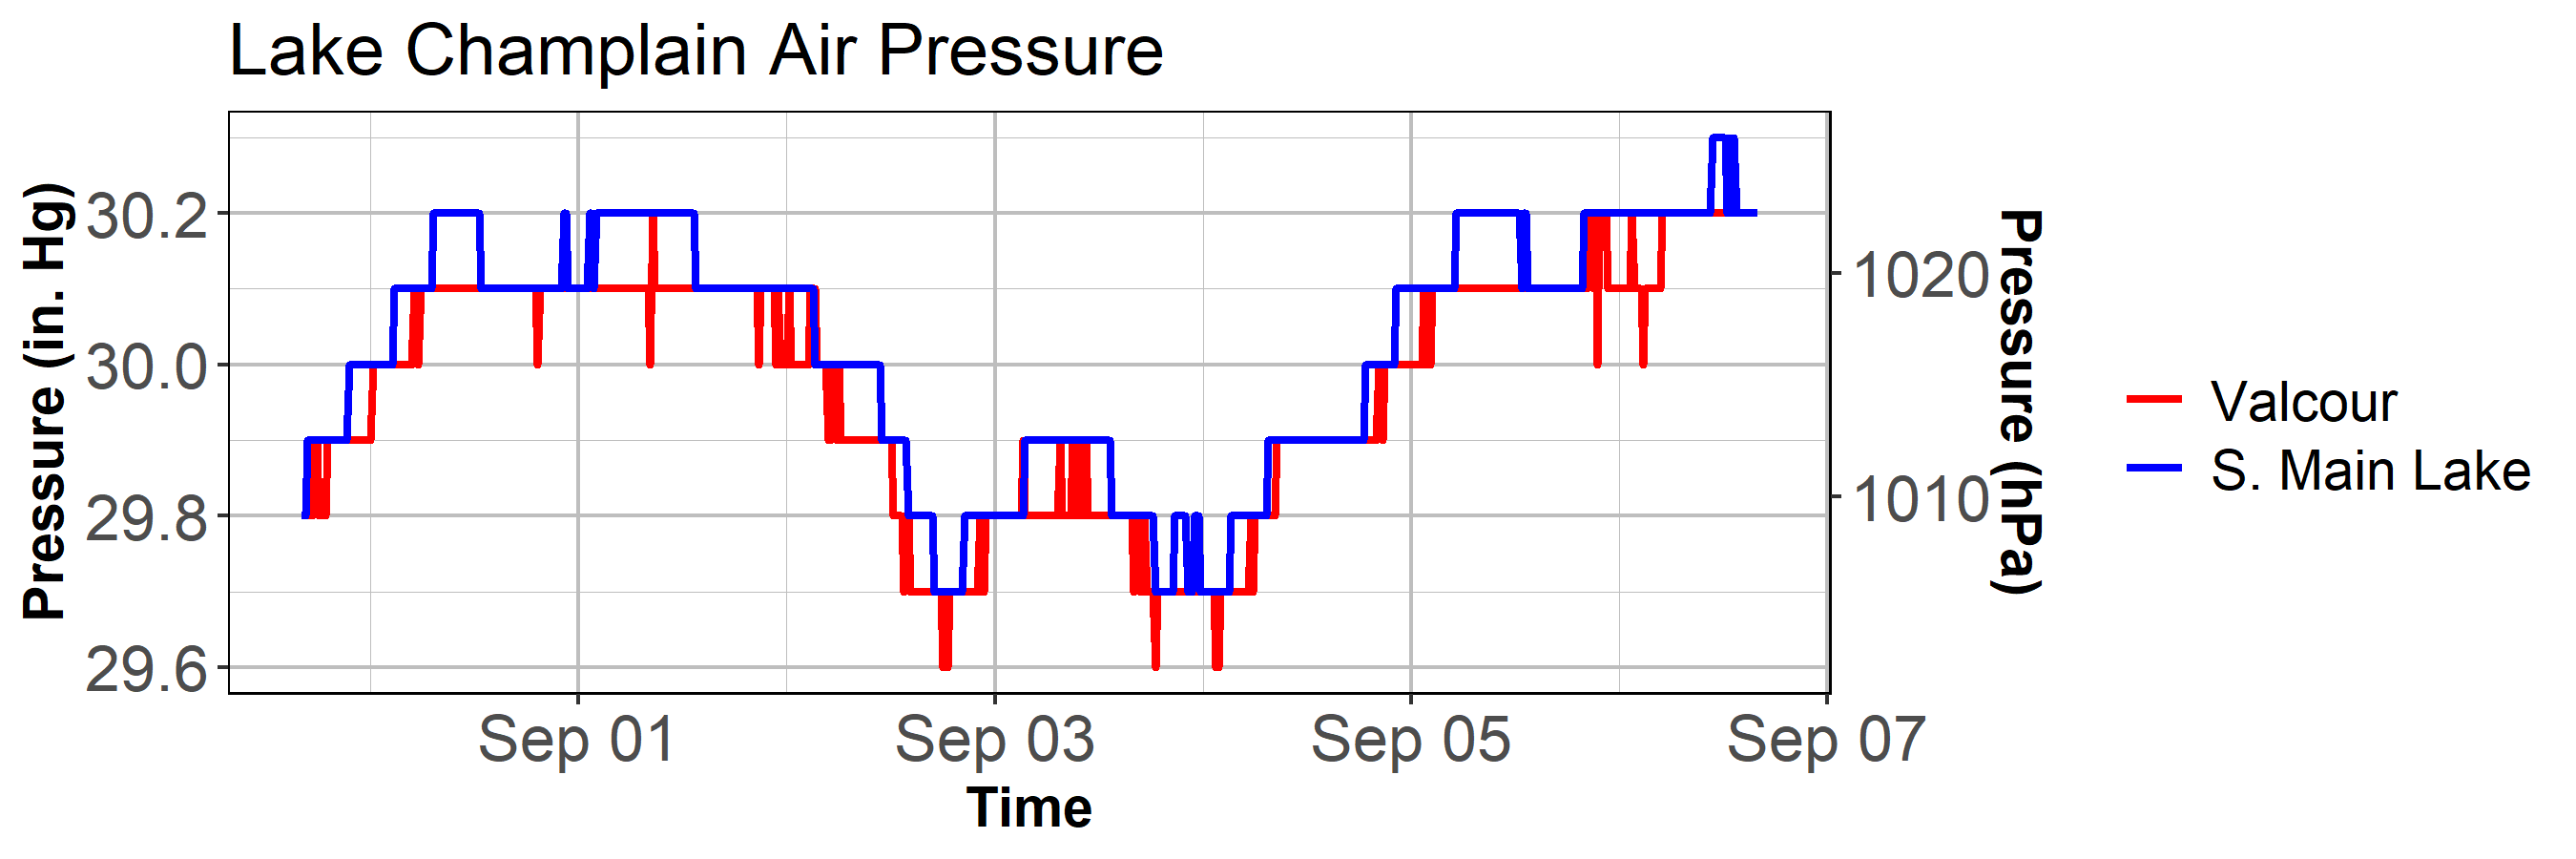 Lake Champlain Air Pressure
Pressure (in. Hg)
30.2
30.0
29.8
29.6
1020
1010
Pressure (hPa)
Sep 01
Sep 03
Sep 05
Sep 07
Time
Valcour
S. Main Lake